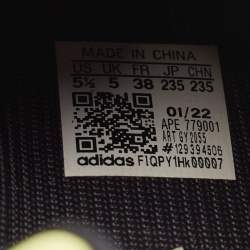 MADE IN CHINA
US UK FR JP CHN
5½ 5 38 235 235
01/22
APE 779001
ART GY2055
#129394506
adidas F1QPY1Hk00007